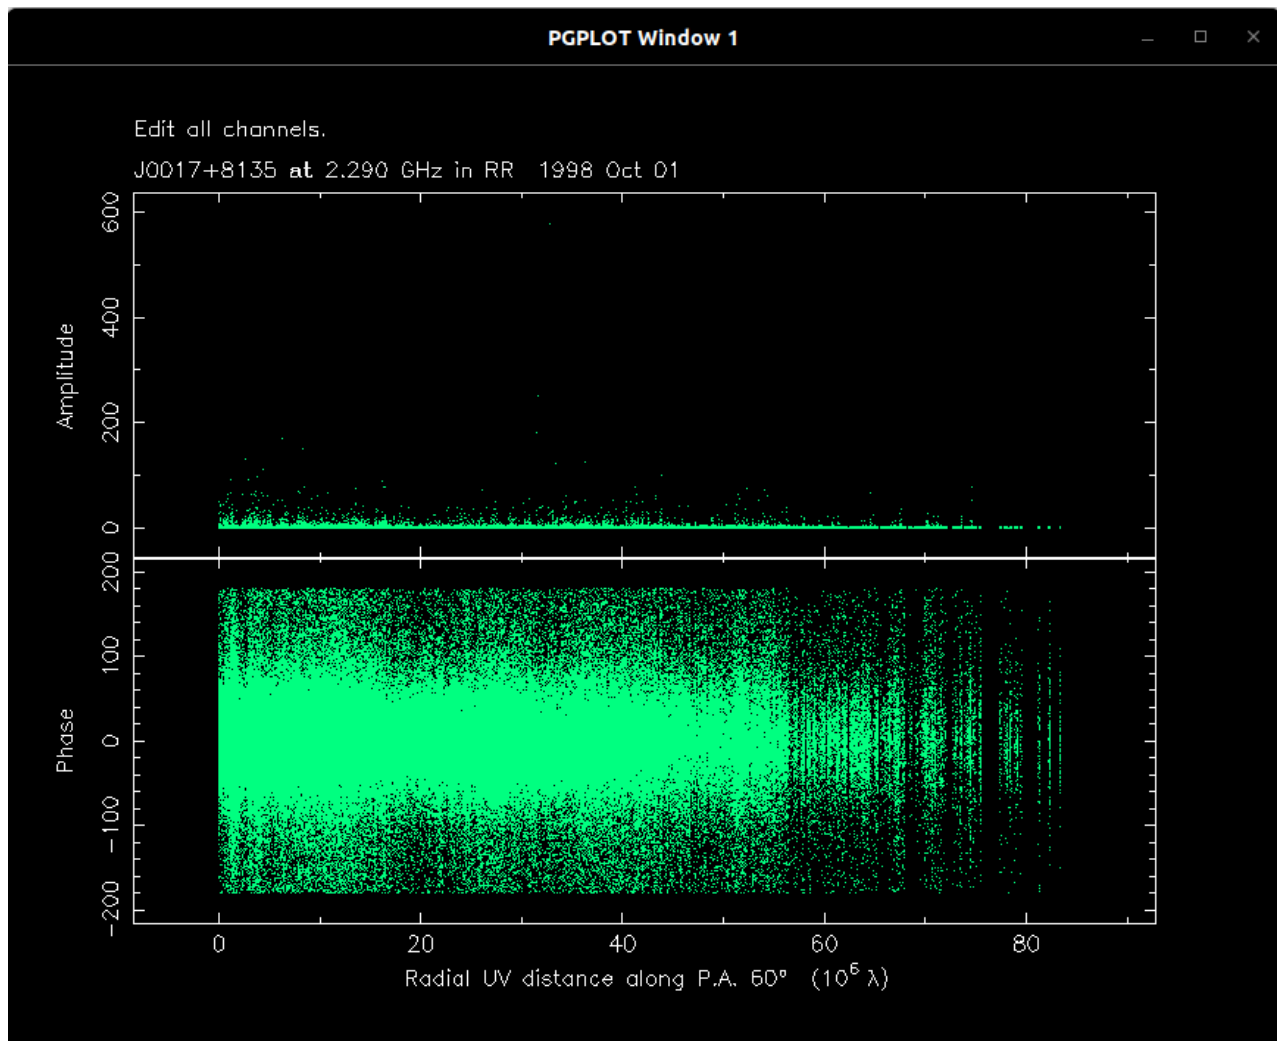 PGPLOT Window 1
Edit all channels.
J0017+8135 at 2.290 GHz in RR 1998 Oct 01
600
400
200
0
Amplitude
200
100
0
-100
-200
Phase
0 20 40 60 80
Radial UV distance along P.A. 60° (10⁶ λ)